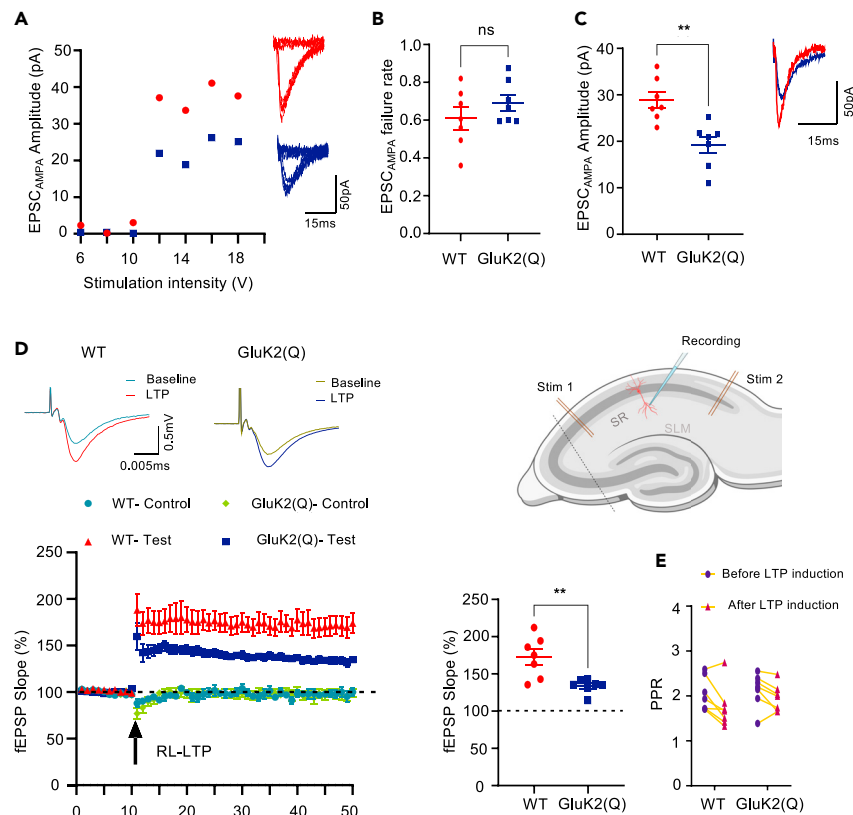 A
EPSC_AMPA Amplitude (pA)
50
40
30
20
10
0
6
10
14
18
Stimulation intensity (V)
50pA
15ms
B
ns
EPSC_AMPA failure rate
1.0
0.8
0.6
0.4
0.2
0.0
WT
GluK2(Q)
C
**
EPSC_AMPA Amplitude (pA)
40
30
20
10
0
WT
GluK2(Q)
50pA
15ms
D
WT
Baseline
LTP
0.5mV
0.005ms
GluK2(Q)
Baseline
LTP
Recording
Stim 1
Stim 2
SR
SLM
WT- Control
GluK2(Q)- Control
WT- Test
GluK2(Q)- Test
fEPSP Slope (%)
250
200
150
100
50
0
0
10
20
30
40
50
RL-LTP
**
fEPSP Slope (%)
250
200
150
100
50
0
WT
GluK2(Q)
E
Before LTP induction
After LTP induction
PPR
4
3
2
1
0
WT
GluK2(Q)